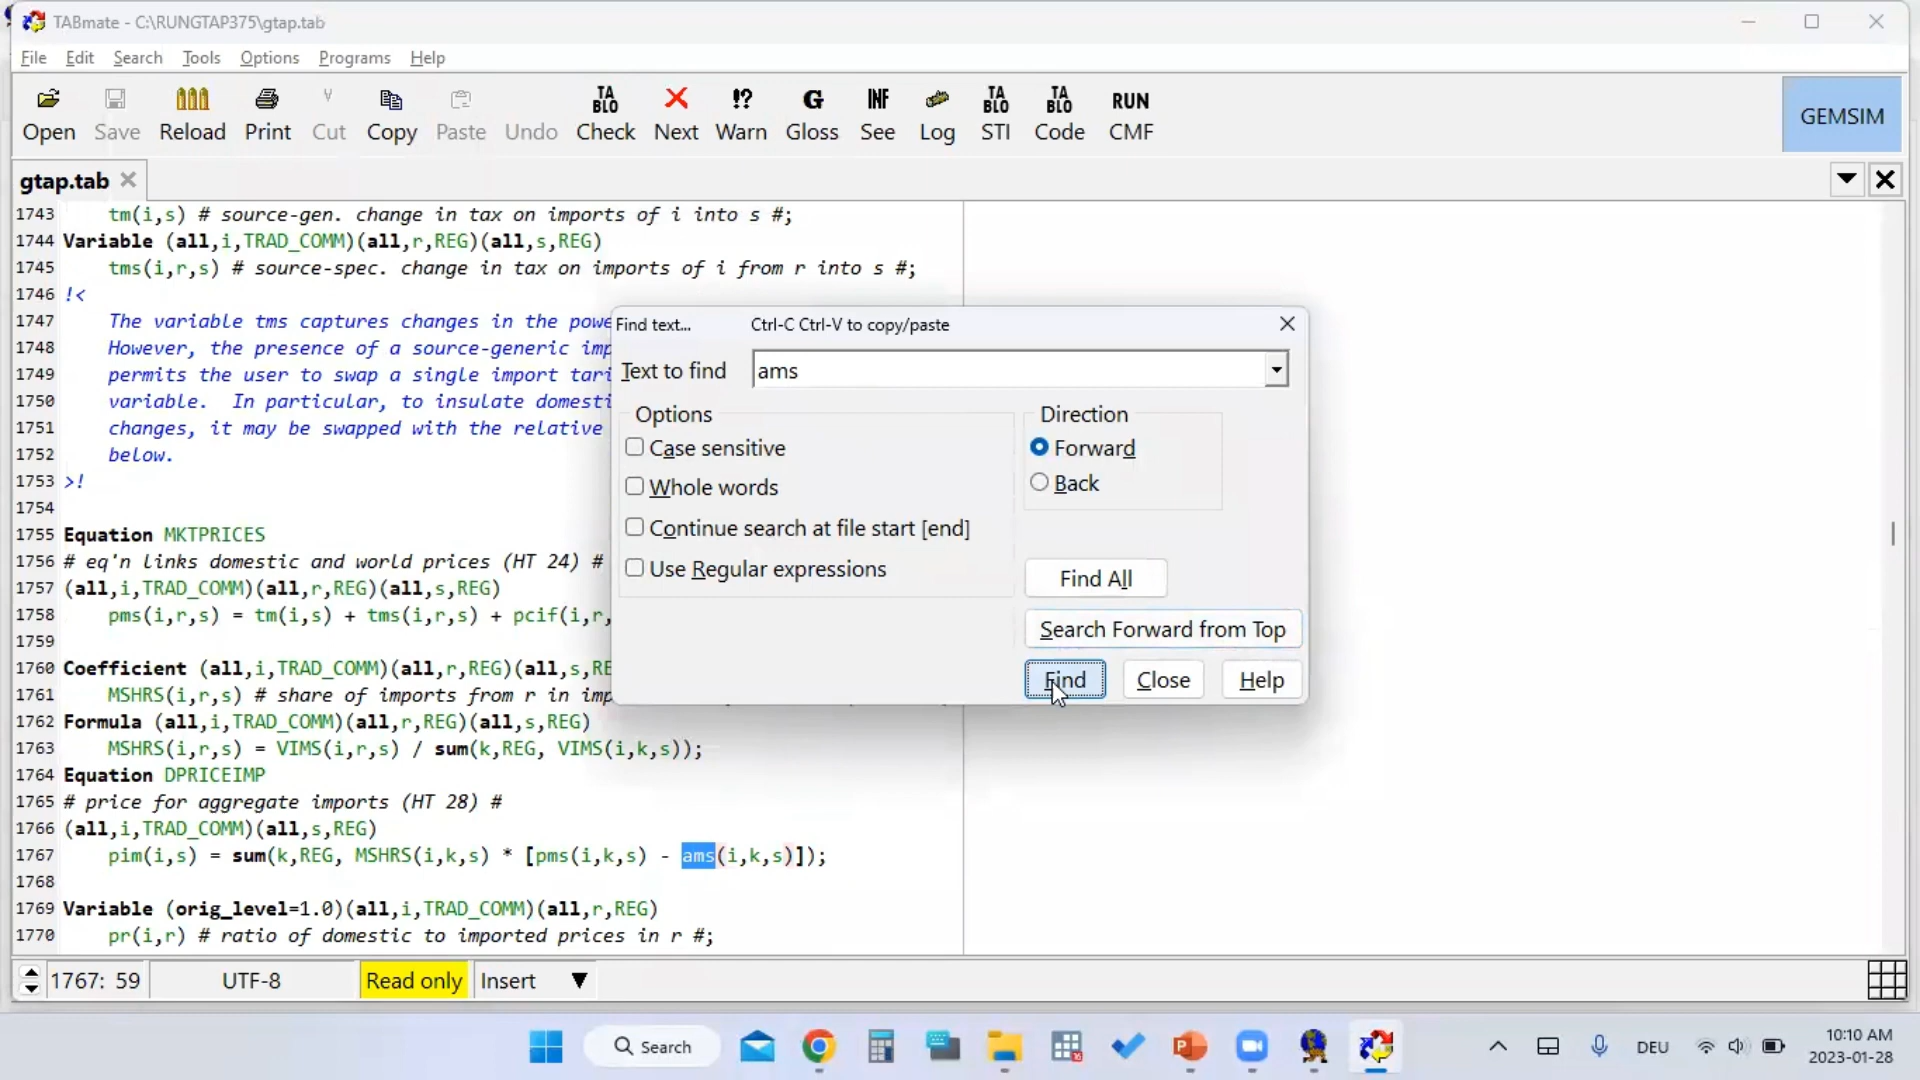 TABmate - C:\RUNGTAP375\gtap.tab
File Edit Search Tools Options Programs Help
TA BLO !? G INF TA BLO TA BLO RUN
Open Save Reload Print Cut Copy Paste Undo Check Next Warn Gloss See Log STI Code CMF GEMSIM
gtap.tab
1743 tm(i,s) # source-gen. change in tax on imports of i into s #;
1744 Variable (all,i,TRAD_COMM)(all,r,REG)(all,s,REG)
1745 tms(i,r,s) # source-spec. change in tax on imports of i from r into s #;
1746 !<
1747 The variable tms captures changes in the powe
1748 However, the presence of a source-generic imp
1749 permits the user to swap a single import tari
1750 variable. In particular, to insulate domesti
1751 changes, it may be swapped with the relative
1752 below.
1753 >!
1754
1755 Equation MKTPRICES
1756 # eq'n links domestic and world prices (HT 24) #
1757 (all,i,TRAD_COMM)(all,r,REG)(all,s,REG)
1758 pms(i,r,s) = tm(i,s) + tms(i,r,s) + pcif(i,r,
1759
1760 Coefficient (all,i,TRAD_COMM)(all,r,REG)(all,s,RE
1761 MSHRS(i,r,s) # share of imports from r in imp
1762 Formula (all,i,TRAD_COMM)(all,r,REG)(all,s,REG)
1763 MSHRS(i,r,s) = VIMS(i,r,s) / sum(k,REG, VIMS(i,k,s));
1764 Equation DPRICEIMP
1765 # price for aggregate imports (HT 28) #
1766 (all,i,TRAD_COMM)(all,s,REG)
1767 pim(i,s) = sum(k,REG, MSHRS(i,k,s) * [pms(i,k,s) - ams(i,k,s)]);
1768
1769 Variable (orig_level=1.0)(all,i,TRAD_COMM)(all,r,REG)
1770 pr(i,r) # ratio of domestic to imported prices in r #;
Find text... Ctrl-C Ctrl-V to copy/paste
Text to find ams
Options
Case sensitive
Whole words
Continue search at file start [end]
Use Regular expressions
Direction
Forward
Back
Find All
Search Forward from Top
Find Close Help
1767: 59 UTF-8 Read only Insert
Search
DEU
10:10 AM
2023-01-28